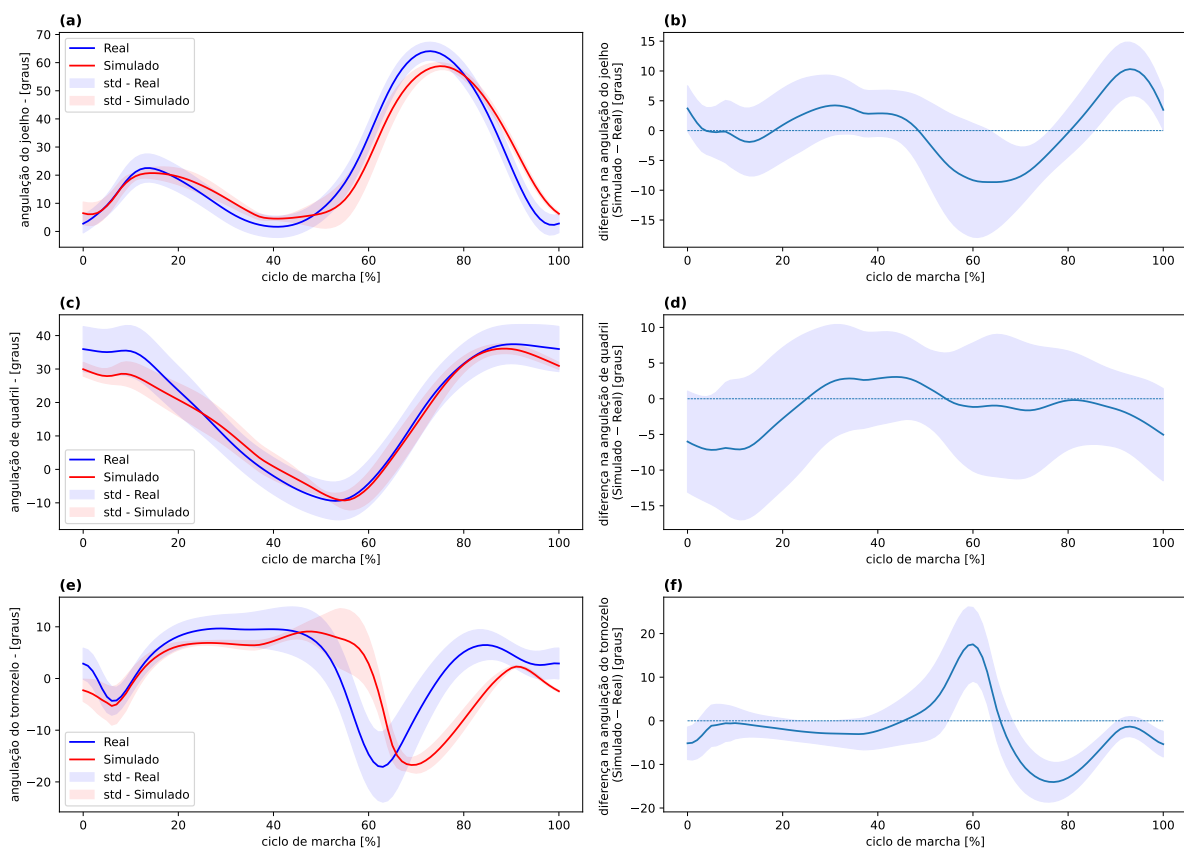 (a)
angulação do joelho - [graus]
70
60
50
40
30
20
10
0
Real
Simulado
std - Real
std - Simulado
0 20 40 60 80 100
ciclo de marcha [%]
(b)
diferença na angulação do joelho
(Simulado − Real) [graus]
15
10
5
0
−5
−10
−15
0 20 40 60 80 100
ciclo de marcha [%]
(c)
angulação de quadril - [graus]
40
30
20
10
0
−10
Real
Simulado
std - Real
std - Simulado
0 20 40 60 80 100
ciclo de marcha [%]
(d)
diferença na angulação de quadril
(Simulado − Real) [graus]
10
5
0
−5
−10
−15
0 20 40 60 80 100
ciclo de marcha [%]
(e)
angulação do tornozelo - [graus]
10
0
−10
−20
Real
Simulado
std - Real
std - Simulado
0 20 40 60 80 100
ciclo de marcha [%]
(f)
diferença na angulação do tornozelo
(Simulado − Real) [graus]
20
10
0
−10
−20
0 20 40 60 80 100
ciclo de marcha [%]